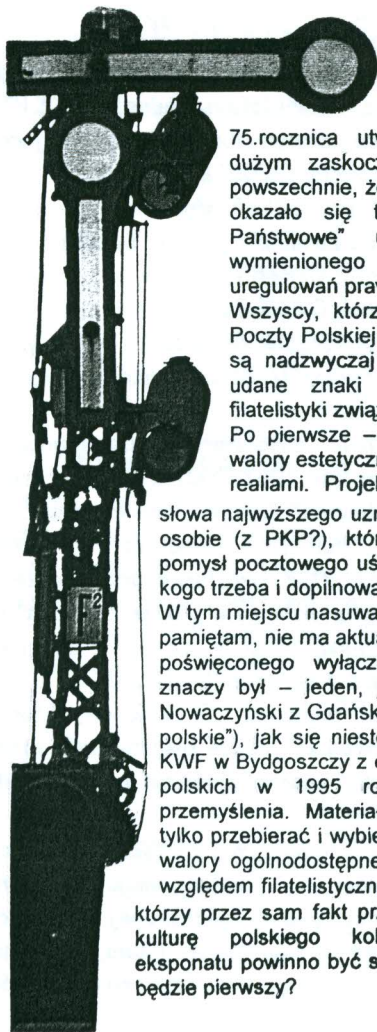 75.rocznica utw
dużym zaskocz
powszechnie, że
okazało się t
Państwowe"
wymienionego
uregulowań praw
Wszyscy, którz
Poczty Polskiej
są nadzwyczaj
udane znaki
filatelistyki zwią
Po pierwsze –
walory estetyczn
realiami. Projek
słowa najwyższego uzn
osobie (z PKP?), któr
pomysł pocztowego uś
kogo trzeba i dopilnowa
W tym miejscu nasuwa
pamiętam, nie ma aktua
poświęconego wyłącz
znaczy był – jeden,
Nowaczyński z Gdańsk
polskie"), jak się niest
KWF w Bydgoszczy z
polskich w 1995 ro
przemyślenia. Materia
tylko przebierać i wybie
walory ogólnodostępne
względem filatelistyczn
którzy przez sam fakt pr
kulturę polskiego kol
eksponatu powinno być s
będzie pierwszy?
F²